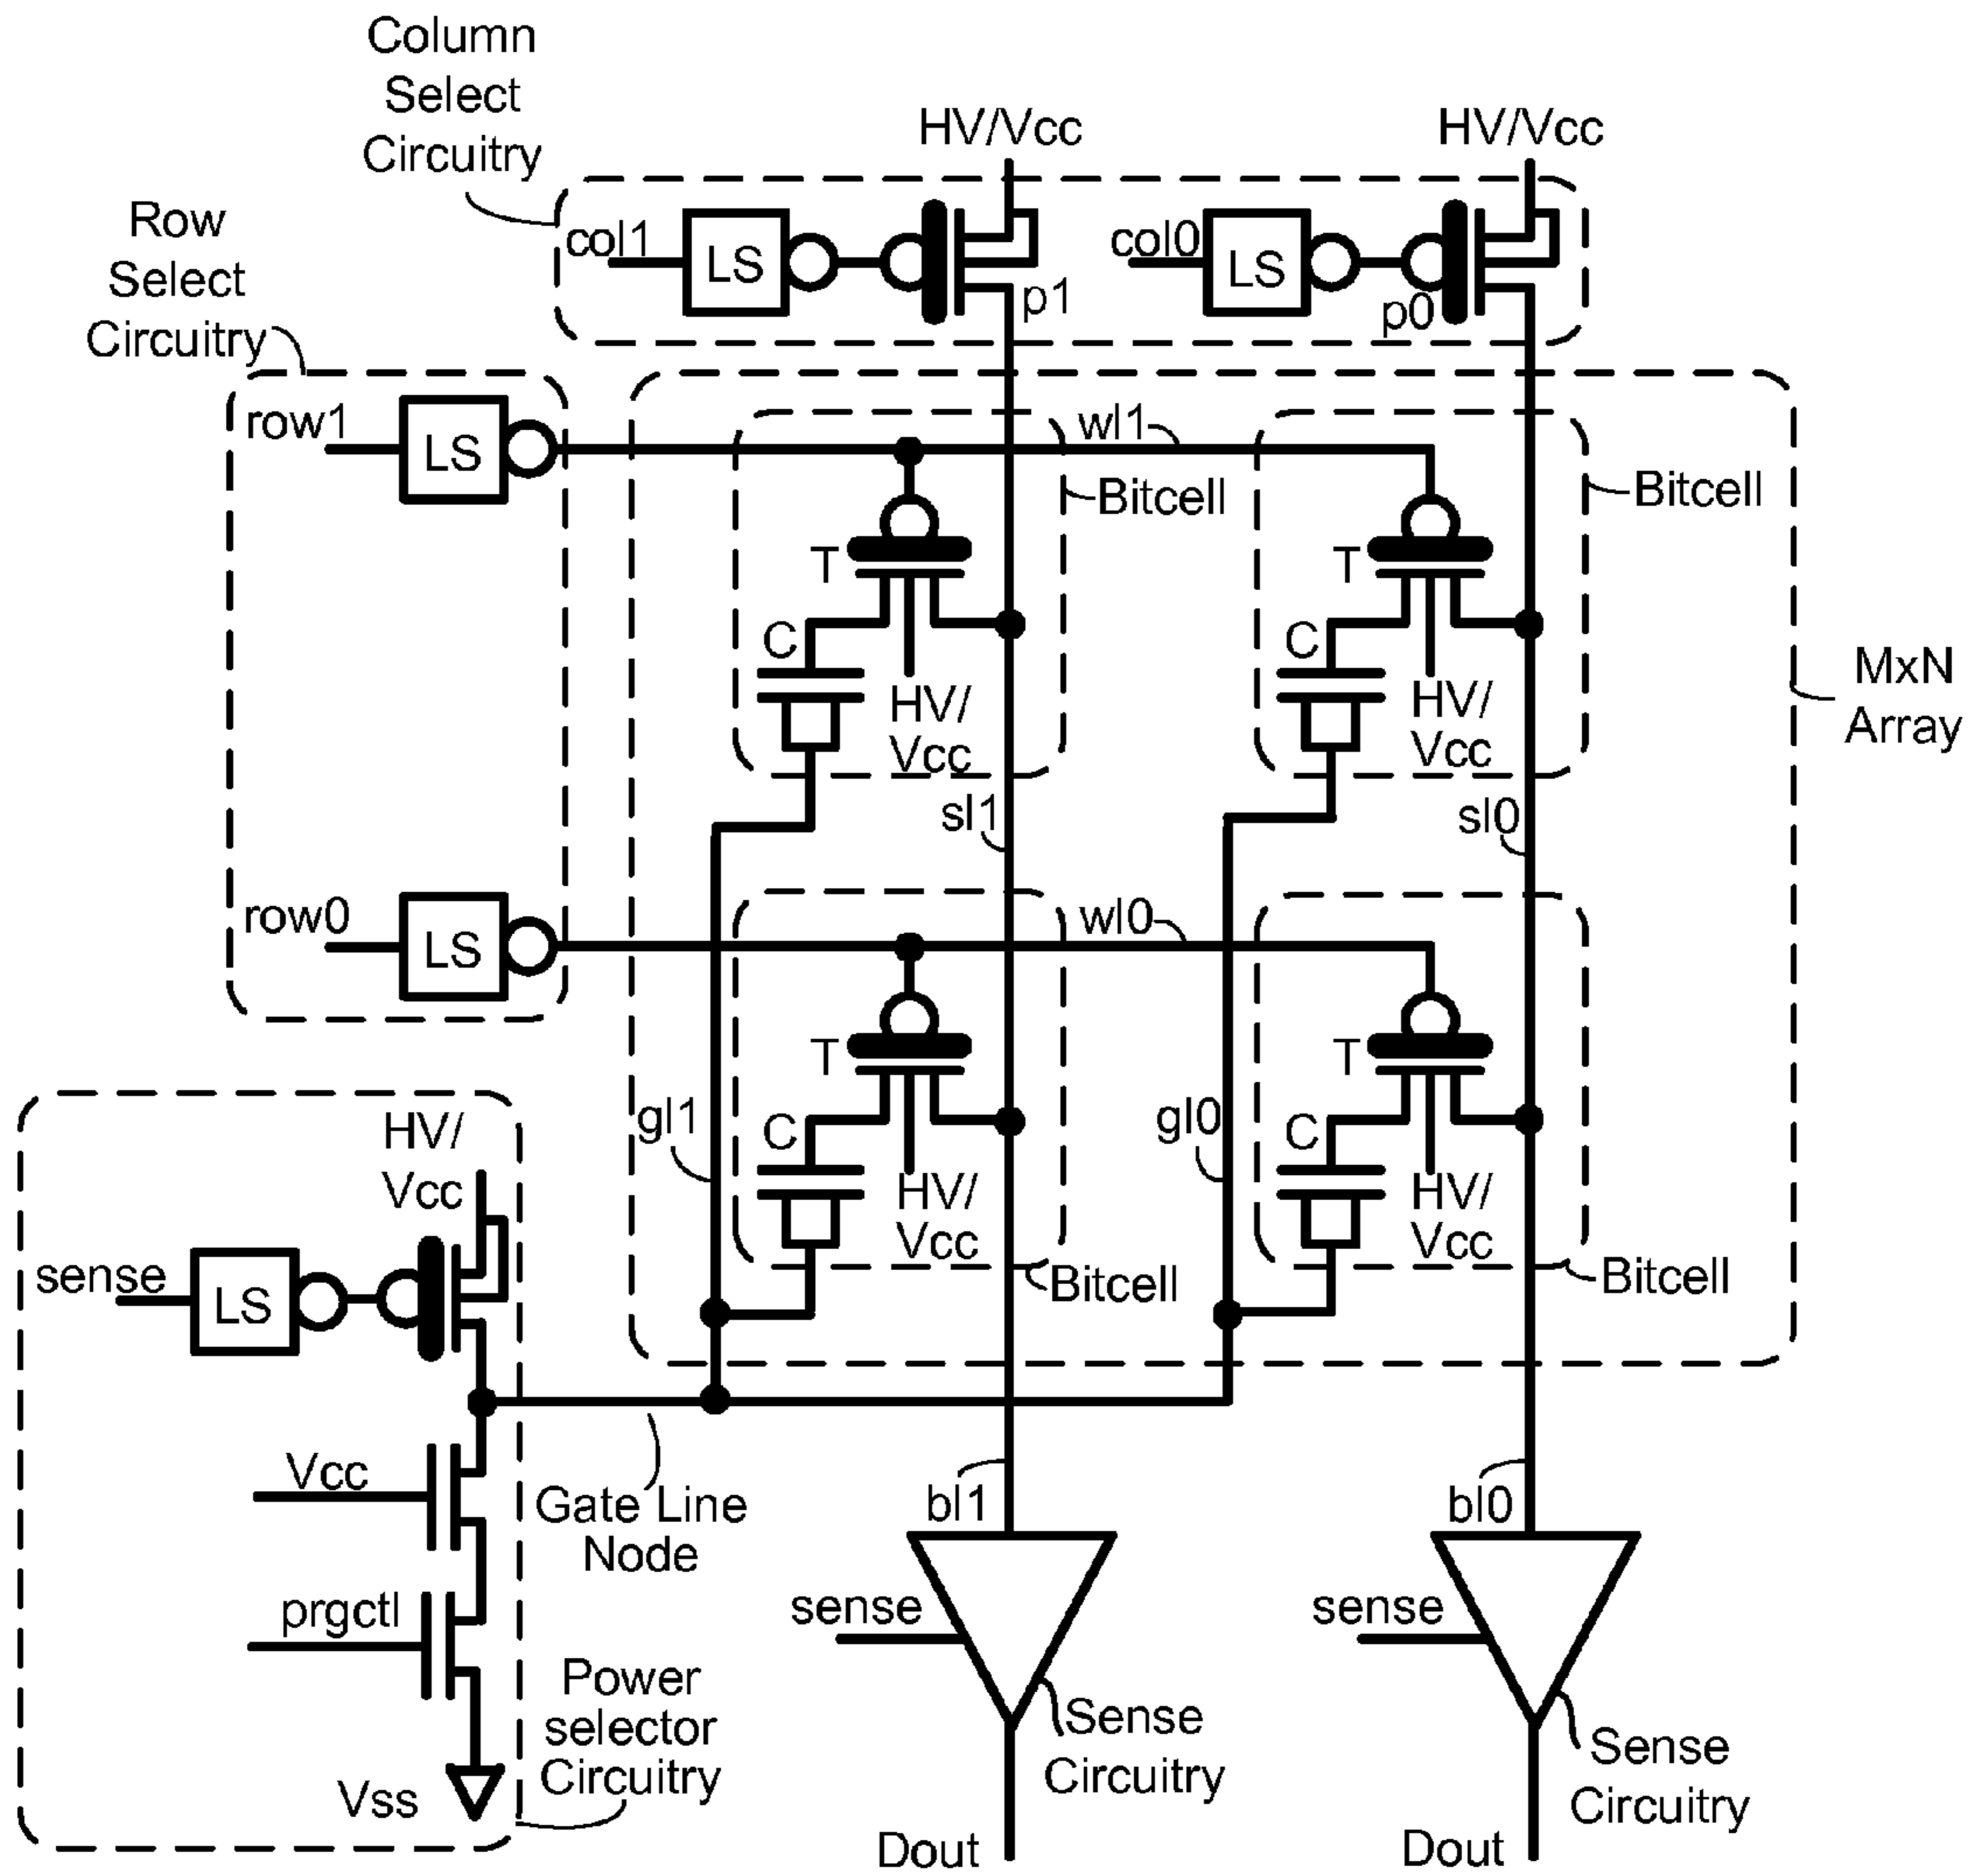 Column
Select
Circuitry
HV/Vcc
HV/Vcc
Row
Select
Circuitry
col1
LS
p1
col0
LS
p0
row1
LS
wl1
Bitcell
Bitcell
T
T
C
HV/
Vcc
C
HV/
Vcc
MxN
Array
sl1
sl0
row0
LS
wl0
T
T
gl1
C
HV/
Vcc
gl0
C
HV/
Vcc
Bitcell
Bitcell
HV/
Vcc
sense
LS
Vcc
Gate Line
Node
bl1
bl0
prgctl
sense
sense
Power
selector
Circuitry
Sense
Circuitry
Sense
Circuitry
Vss
Dout
Dout